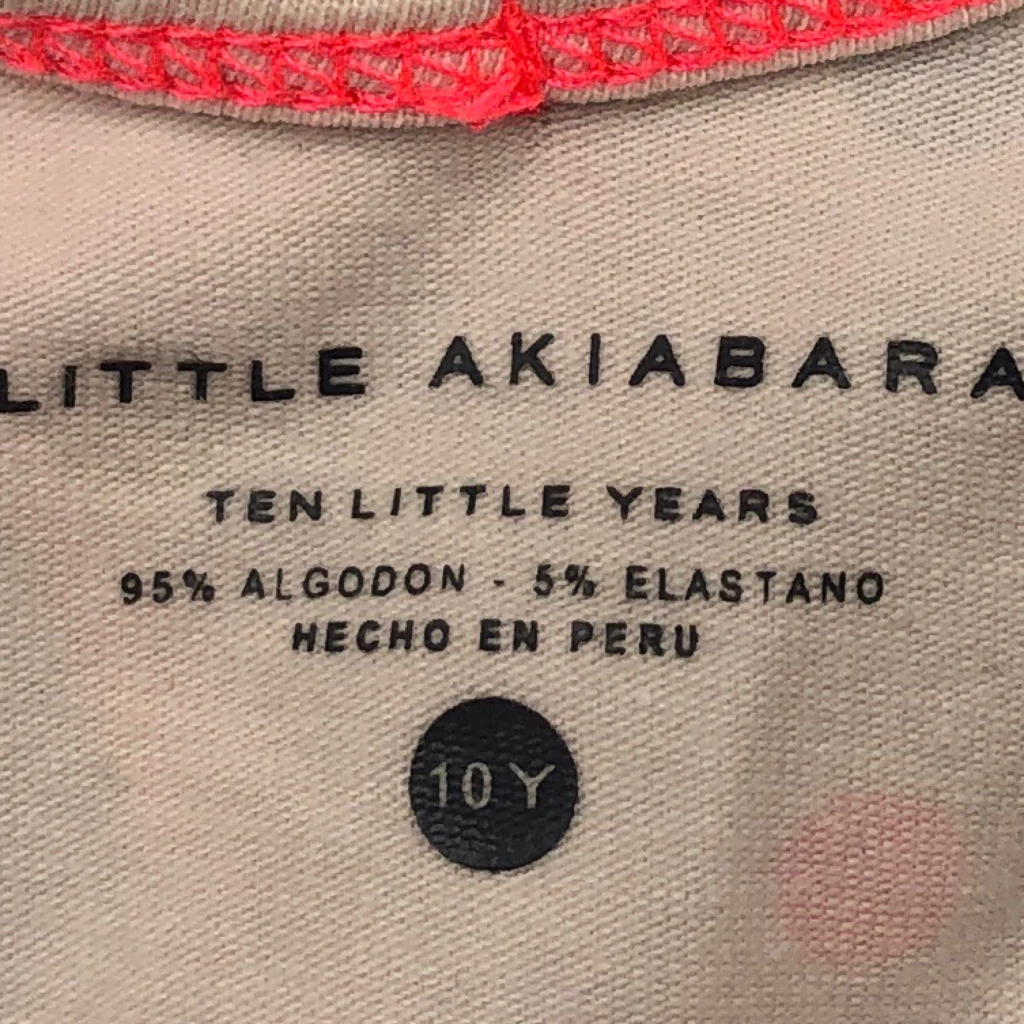 LITTLE AKIABARA
TEN LITTLE YEARS
95% ALGODON - 5% ELASTANO
HECHO EN PERU
10 Y